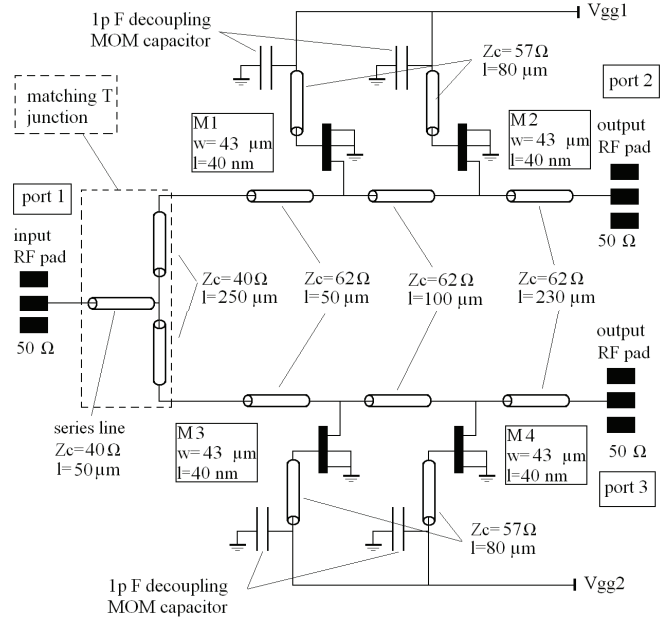 1p F decoupling
MOM capacitor
Vgg1
Zc= 57Ω
l= 80 µm
matching T
junction
port 2
M1
w= 43 µm
l= 40 nm
M2
w= 43 µm
l= 40 nm
output
RF pad
50 Ω
port 1
input
RF pad
50 Ω
Zc= 40Ω
l= 250 µm
Zc=62Ω
l= 50 µm
Zc=62Ω
l= 100 µm
Zc=62Ω
l= 230 µm
output
RF pad
50 Ω
series line
Zc= 40Ω
l= 50µm
M3
w= 43 µm
l= 40 nm
M4
w= 43 µm
l= 40 nm
port 3
Zc= 57Ω
l= 80 µm
1p F decoupling
MOM capacitor
Vgg2